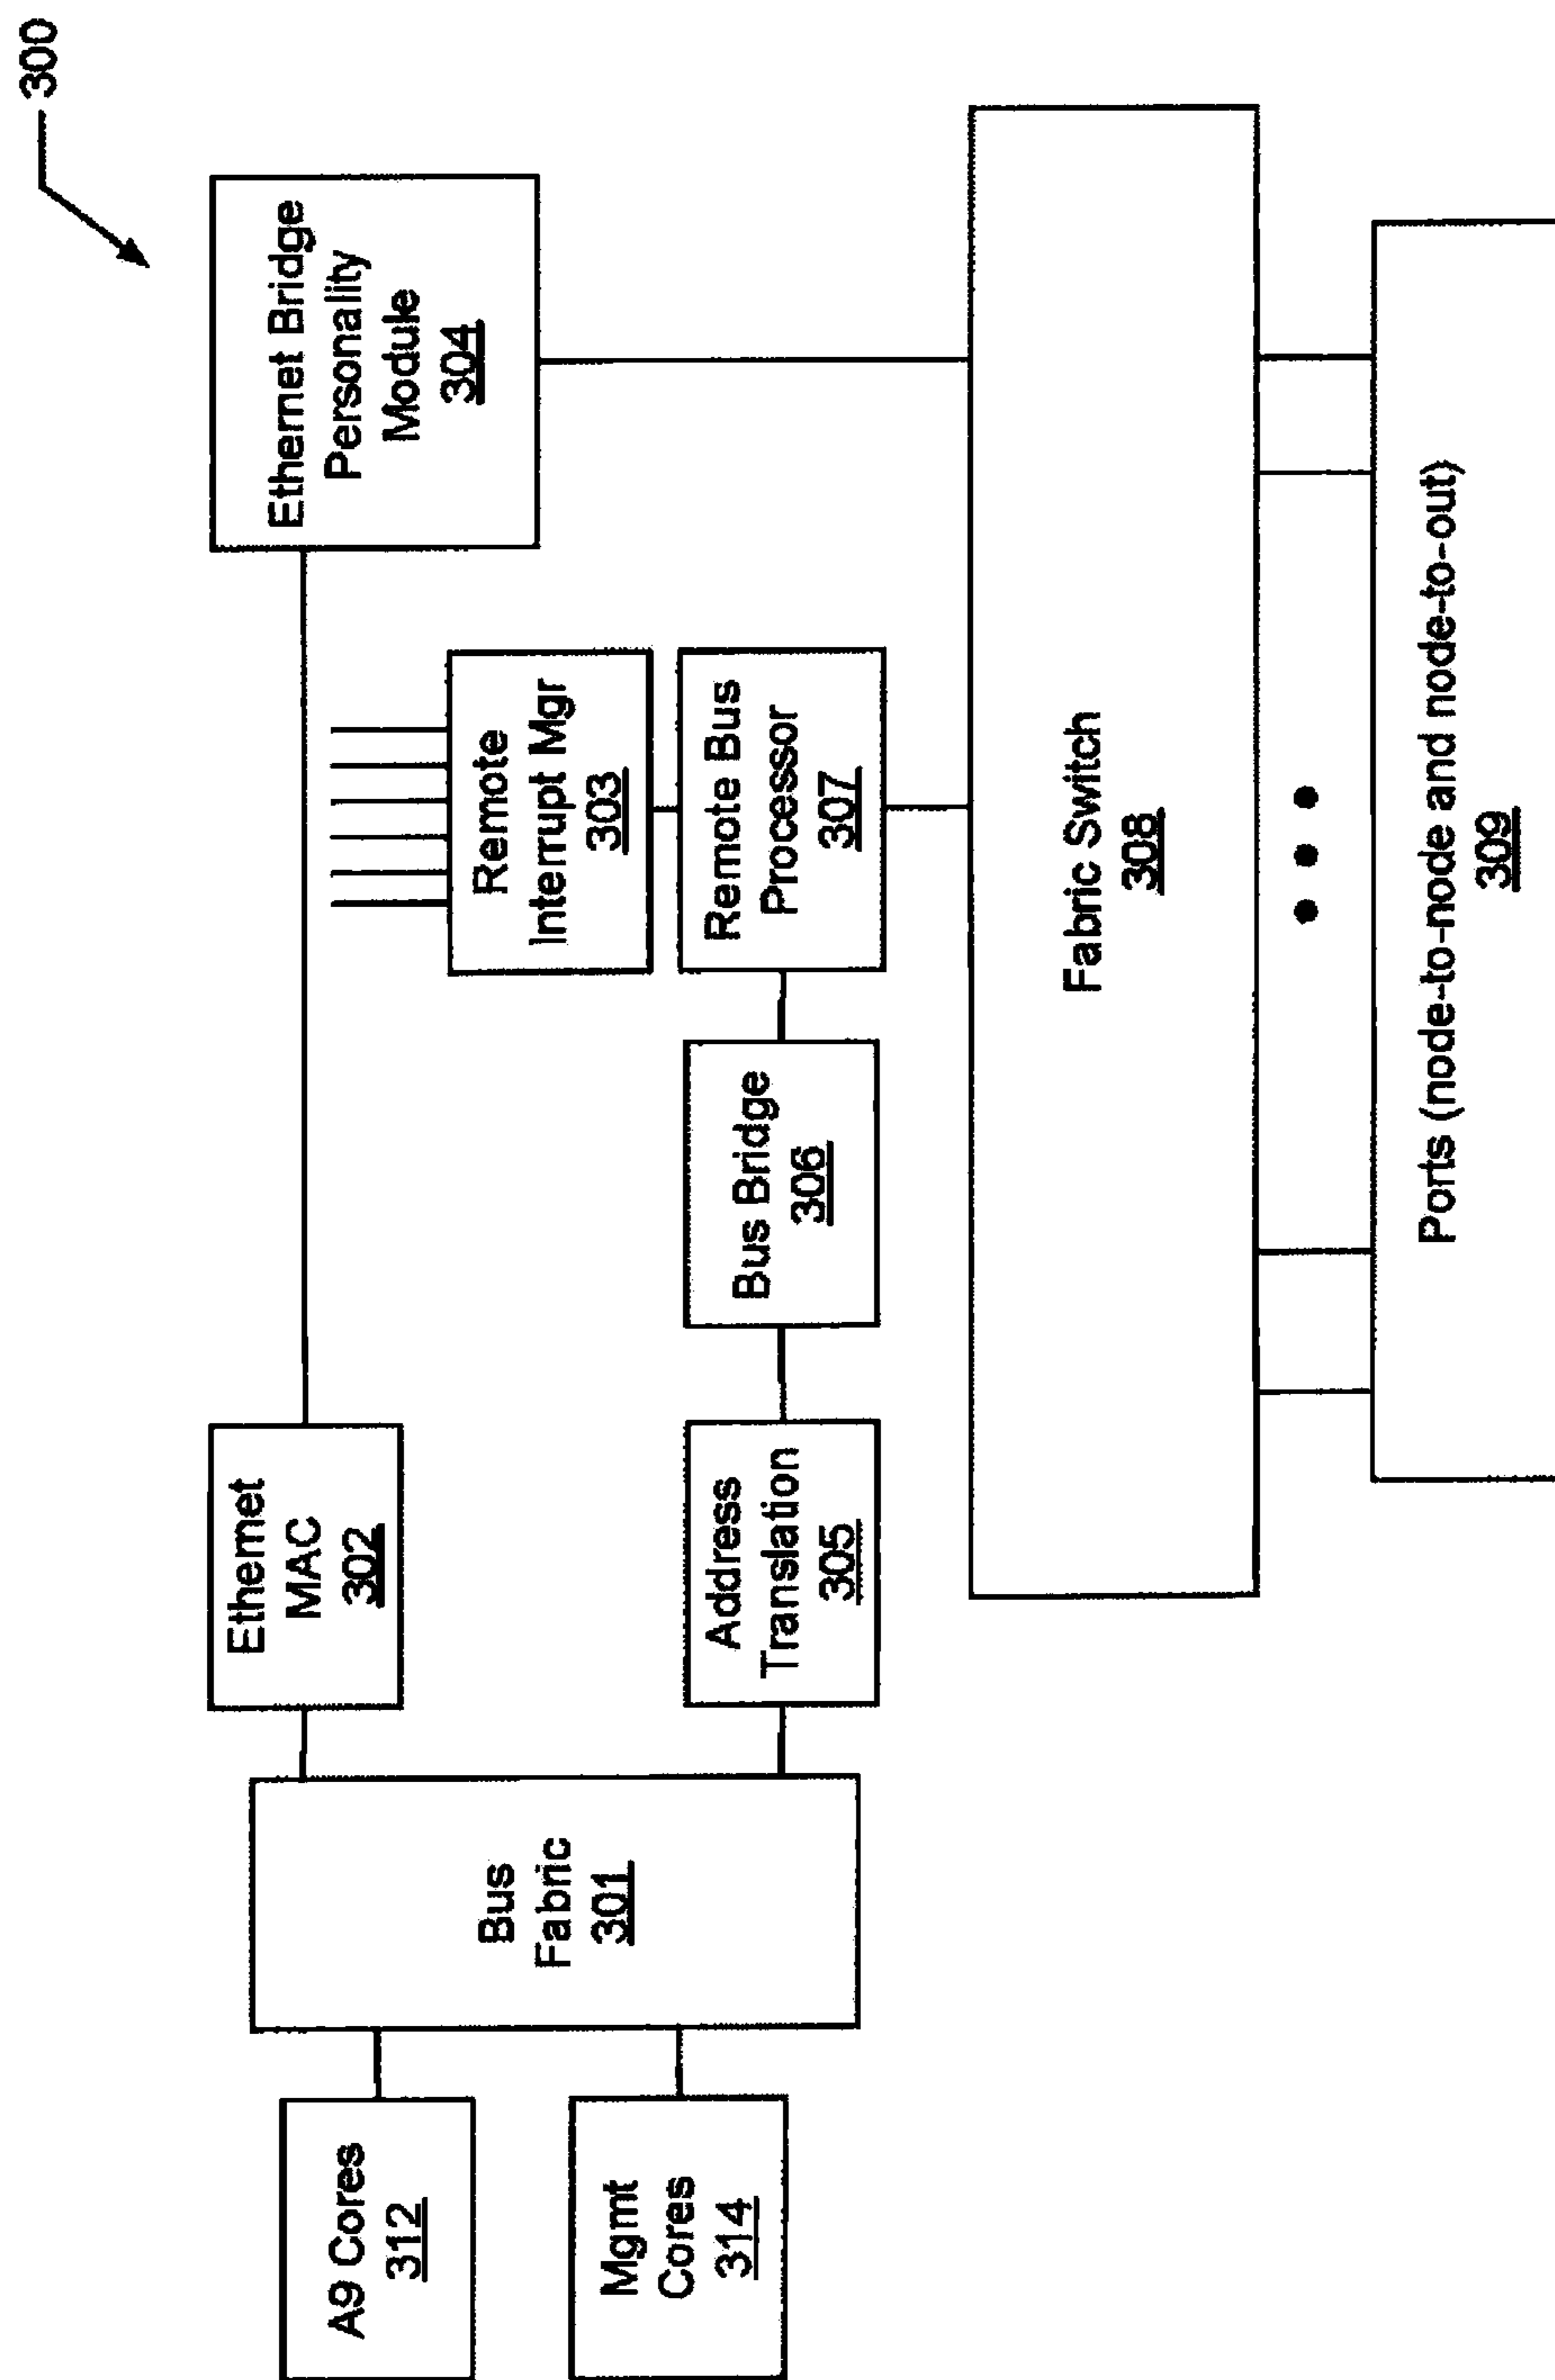 300
A9 Cores
312
Mgmt
Cores
314
Bus
Fabric
301
Ethernet
MAC
302
Address
Translation
305
Bus Bridge
306
Remote
Interrupt Mgr
303
Remote Bus
Processor
307
Ethernet Bridge
Personality
Module
304
Fabric Switch
308
Ports (node-to-node and node-to-out)
309